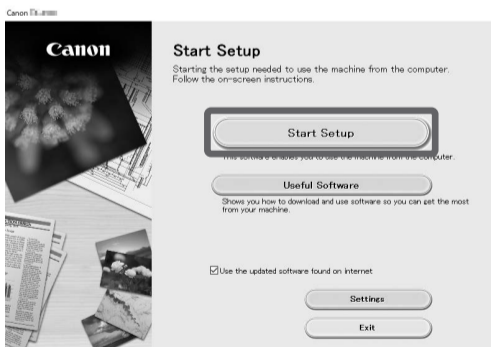 Canon
Canon
Start Setup
Starting the setup needed to use the machine from the computer.
Follow the on-screen instructions.
Start Setup
This software enables you to use the machine from the computer.
Useful Software
Shows you how to download and use software so you can get the most
from your machine.
Use the updated software found on internet
Settings
Exit